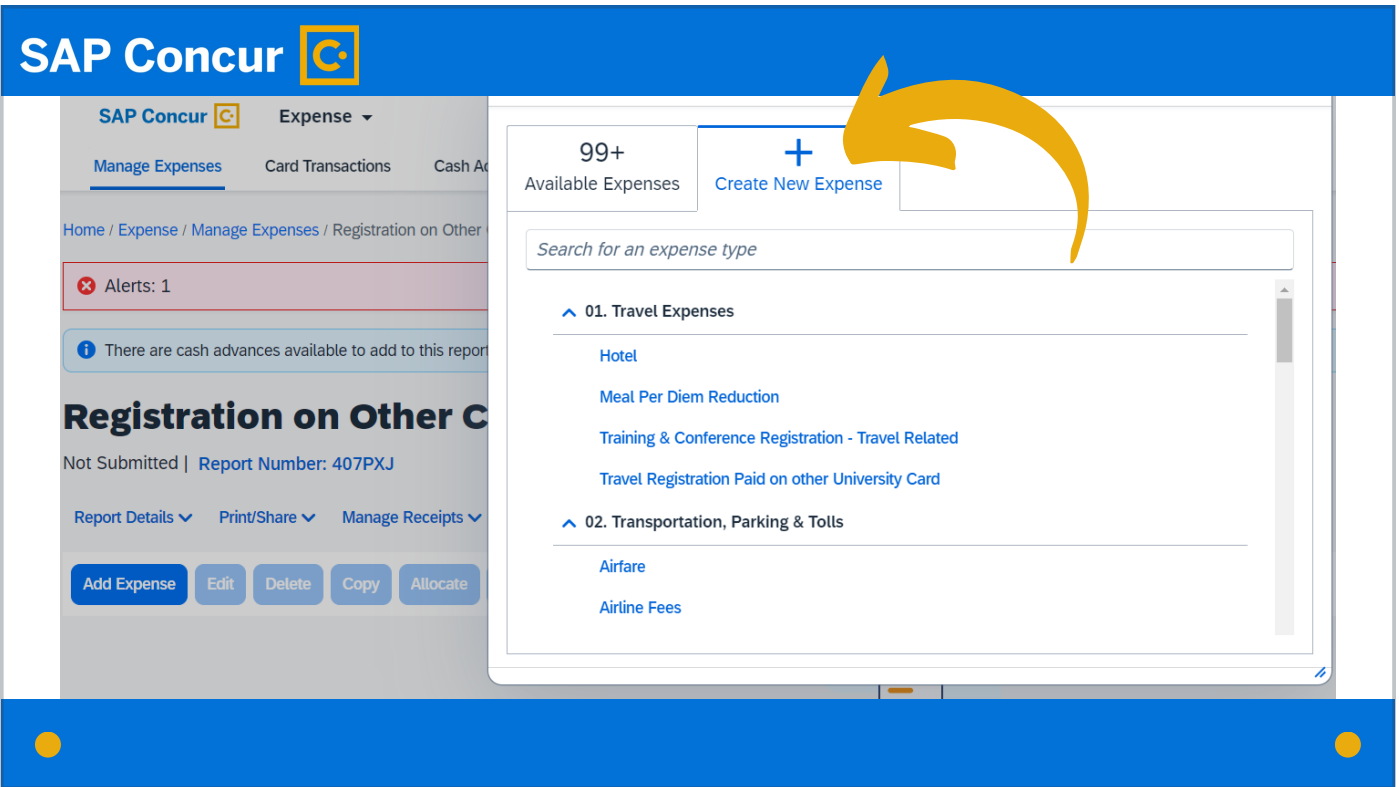 SAP Concur
SAP Concur
Expense
Manage Expenses
Card Transactions
Cash
Home / Expense / Manage Expenses / Registration on Other
Alerts: 1
There are cash advances available to add to this report
Registration on Other C
Not Submitted | Report Number: 407PXJ
Report Details
Print/Share
Manage Receipts
Add Expense
Edit
Delete
Copy
Allocate
99+
Available Expenses
+
Create New Expense
Search for an expense type
01. Travel Expenses
Hotel
Meal Per Diem Reduction
Training & Conference Registration - Travel Related
Travel Registration Paid on other University Card
02. Transportation, Parking & Tolls
Airfare
Airline Fees